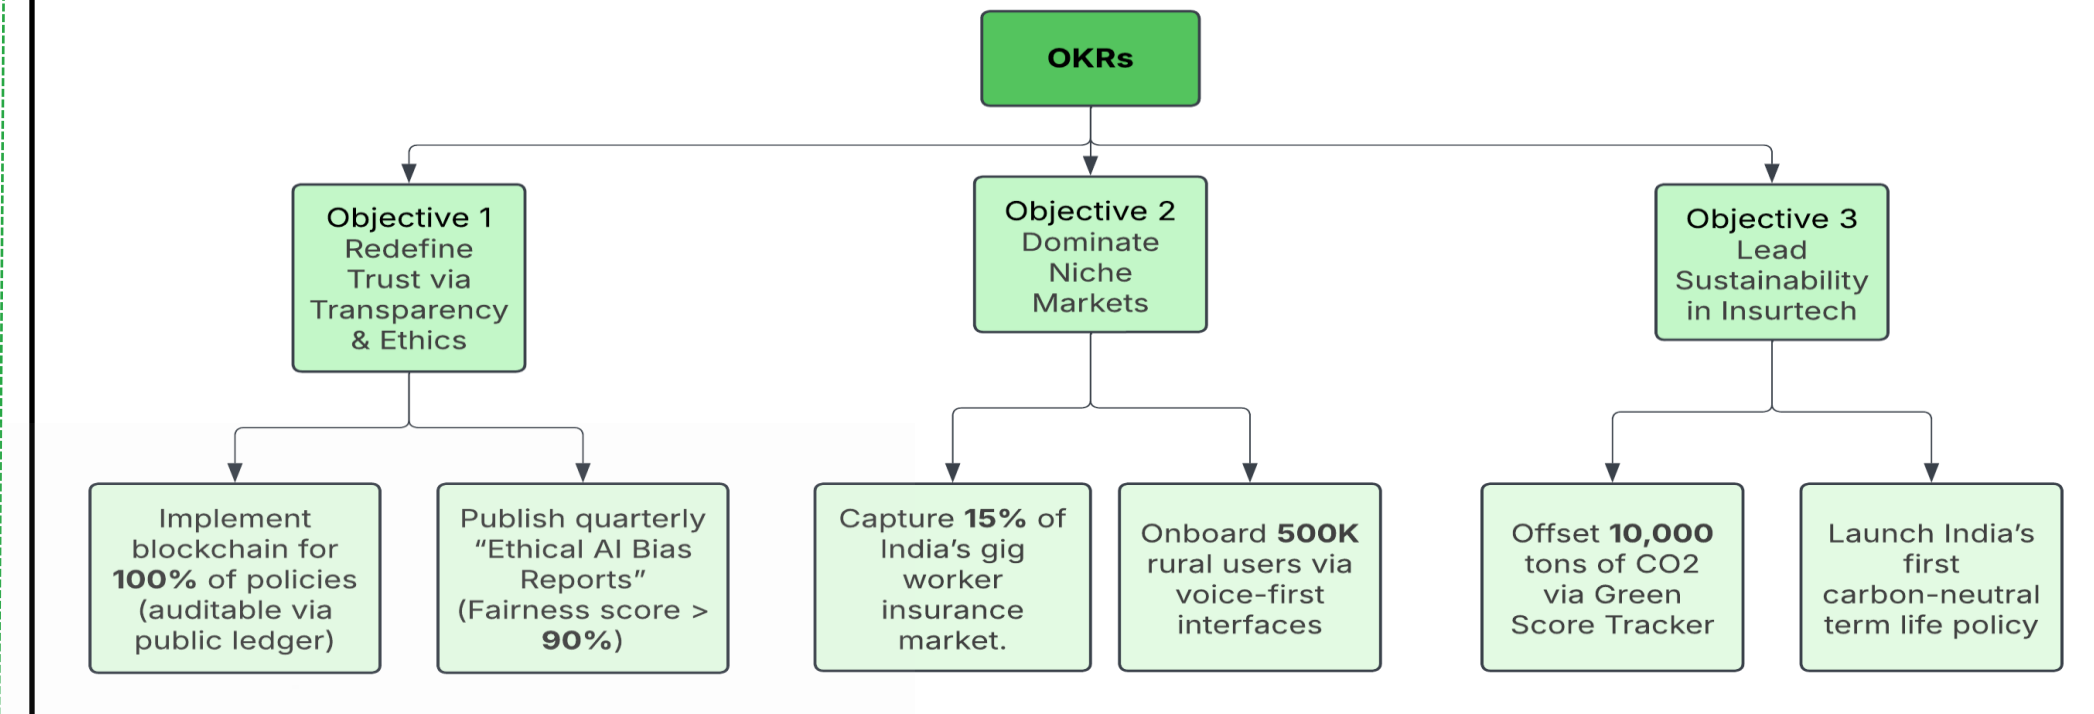 OKRs
Objective 1
Redefine
Trust via
Transparency
& Ethics
Objective 2
Dominate
Niche
Markets
Objective 3
Lead
Sustainability
in Insurtech
Implement
blockchain for
100% of policies
(auditable via
public ledger)
Publish quarterly
“Ethical AI Bias
Reports”
(Fairness score >
90%)
Capture 15% of
India’s gig
worker
insurance
market.
Onboard 500K
rural users via
voice-first
interfaces
Offset 10,000
tons of CO2
via Green
Score Tracker
Launch India’s
first
carbon-neutral
term life policy